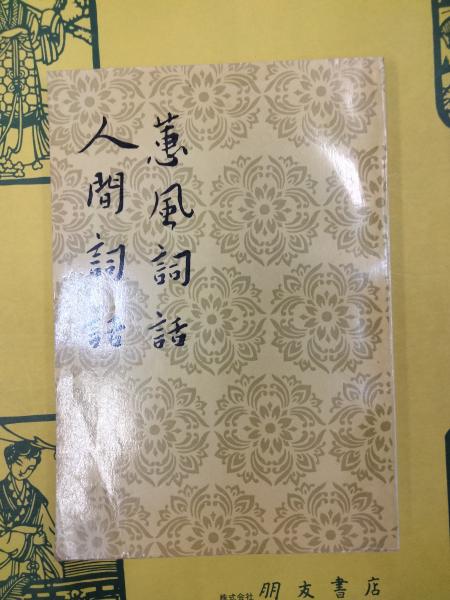 蕙風詞話
人間詞話
株式会社 朋友書店